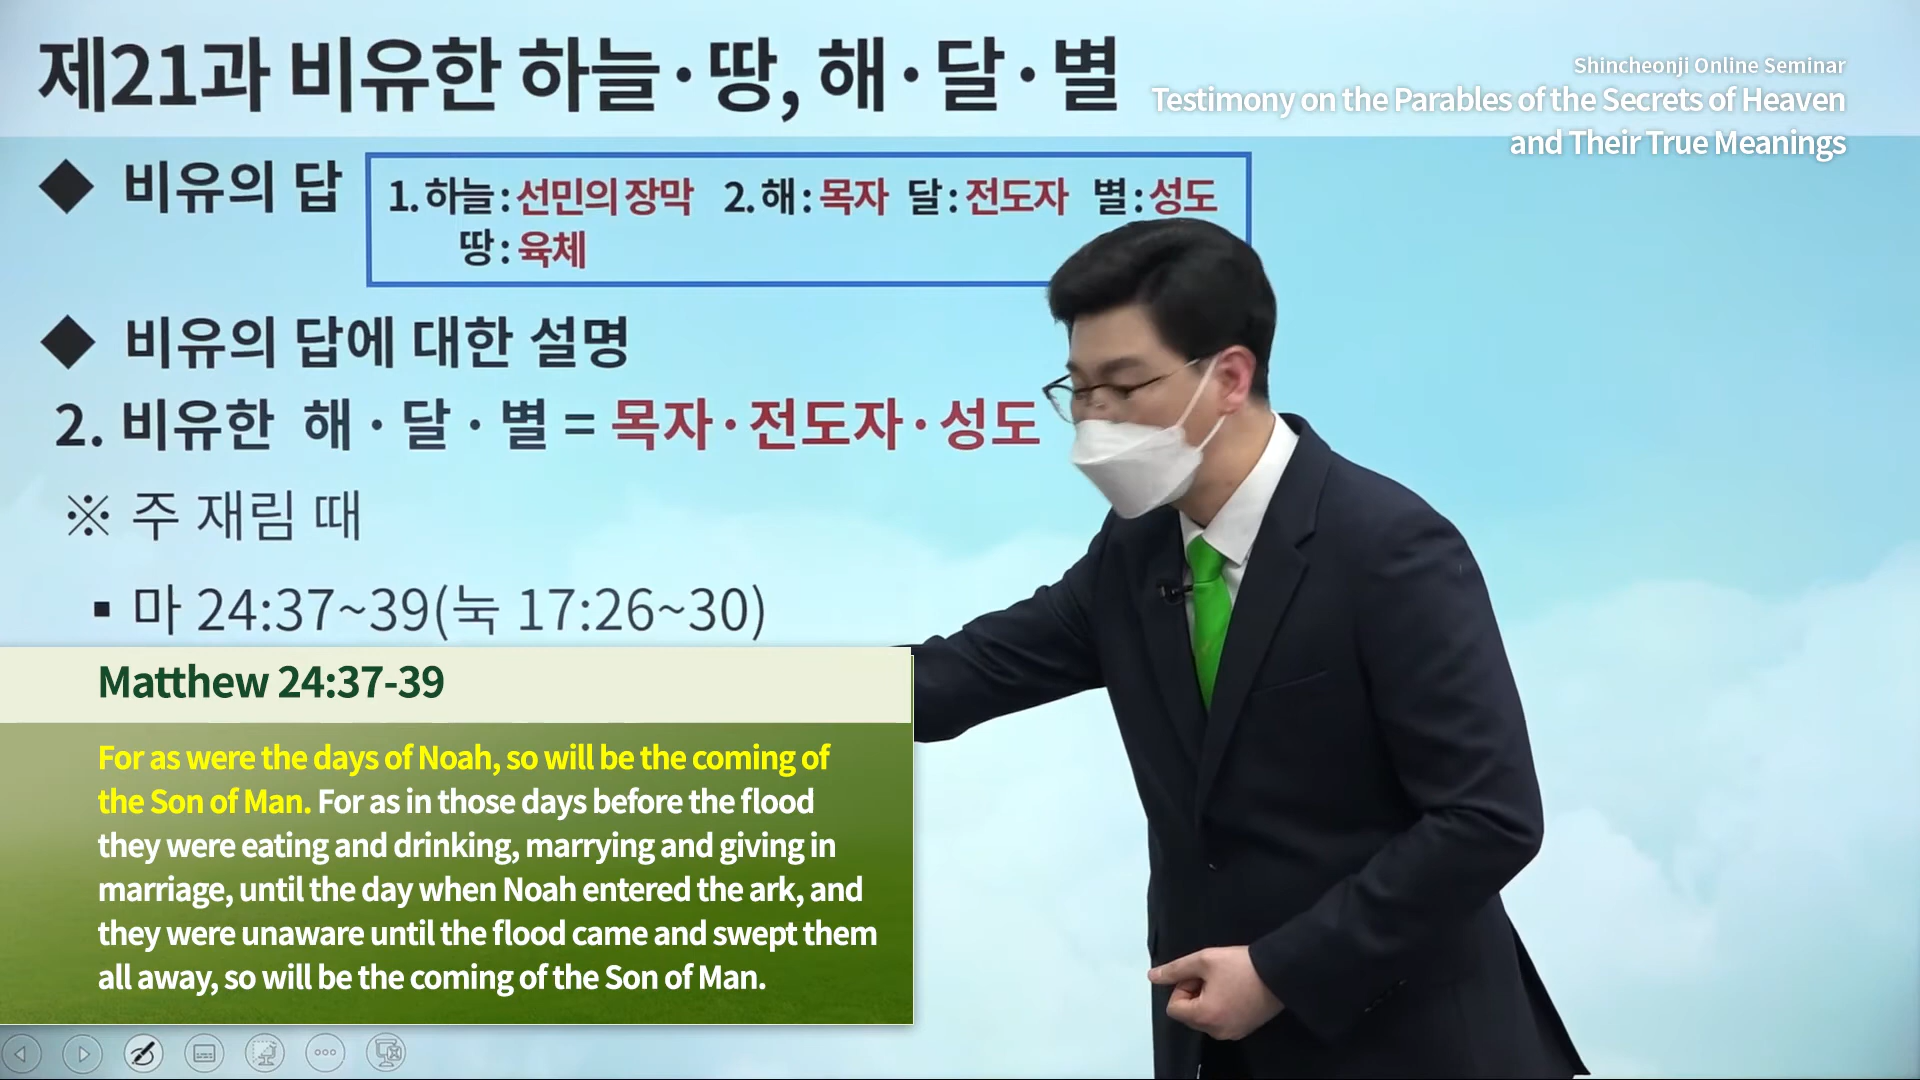 제21과 비유한 하늘·땅, 해·달·별
Shincheonji Online Seminar
Testimony on the Parables of the Secrets of Heaven
and Their True Meanings
◆ 비유의 답
1. 하늘 : 선민의 장막 2. 해 : 목자 달 : 전도자 별 : 성도
땅 : 육체
◆ 비유의 답에 대한 설명
2. 비유한 해 · 달 · 별 = 목자 · 전도자 · 성도
※ 주 재림 때
▪ 마 24:37~39(눅 17:26~30)
Matthew 24:37-39
For as were the days of Noah, so will be the coming of
the Son of Man. For as in those days before the flood
they were eating and drinking, marrying and giving in
marriage, until the day when Noah entered the ark, and
they were unaware until the flood came and swept them
all away, so will be the coming of the Son of Man.